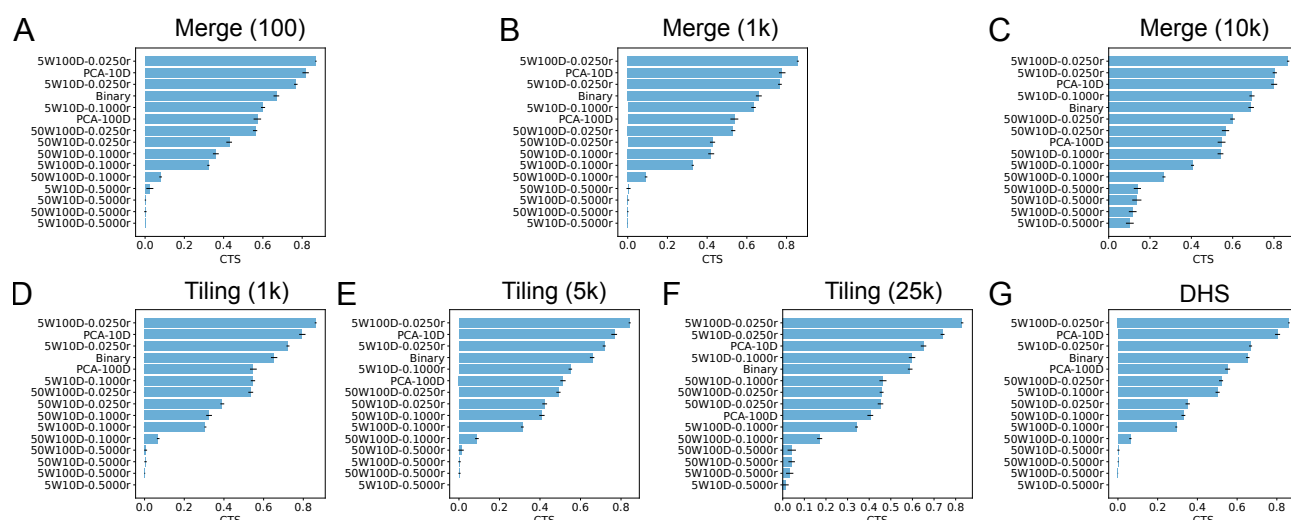 A
Merge (100)
5W100D-0.0250r
PCA-10D
5W10D-0.0250r
Binary
5W10D-0.1000r
PCA-100D
50W100D-0.0250r
50W10D-0.0250r
50W10D-0.1000r
5W100D-0.1000r
50W100D-0.1000r
5W10D-0.5000r
50W10D-0.5000r
50W100D-0.5000r
5W100D-0.5000r
0.0 0.2 0.4 0.6 0.8
CTS
B
Merge (1k)
5W100D-0.0250r
PCA-10D
5W10D-0.0250r
Binary
5W10D-0.1000r
PCA-100D
50W100D-0.0250r
50W10D-0.0250r
50W10D-0.1000r
5W100D-0.1000r
50W100D-0.1000r
5W10D-0.5000r
50W10D-0.5000r
50W100D-0.5000r
5W100D-0.5000r
0.0 0.2 0.4 0.6 0.8
CTS
C
Merge (10k)
5W100D-0.0250r
5W10D-0.0250r
PCA-10D
5W10D-0.1000r
Binary
50W100D-0.0250r
50W10D-0.0250r
PCA-100D
50W10D-0.1000r
5W100D-0.1000r
50W100D-0.1000r
50W100D-0.5000r
50W10D-0.5000r
5W100D-0.5000r
5W10D-0.5000r
0.0 0.2 0.4 0.6 0.8
CTS
D
Tiling (1k)
5W100D-0.0250r
PCA-10D
5W10D-0.0250r
Binary
PCA-100D
5W10D-0.1000r
50W100D-0.0250r
50W10D-0.0250r
50W10D-0.1000r
5W100D-0.1000r
50W100D-0.1000r
50W100D-0.5000r
50W10D-0.5000r
5W100D-0.5000r
5W10D-0.5000r
0.0 0.2 0.4 0.6 0.8
CTS
E
Tiling (5k)
5W100D-0.0250r
PCA-10D
5W10D-0.0250r
Binary
5W10D-0.1000r
PCA-100D
50W100D-0.0250r
50W10D-0.0250r
50W10D-0.1000r
5W100D-0.1000r
50W100D-0.1000r
50W10D-0.5000r
5W10D-0.5000r
50W100D-0.5000r
5W100D-0.5000r
0.0 0.2 0.4 0.6 0.8
CTS
F
Tiling (25k)
5W100D-0.0250r
5W10D-0.0250r
PCA-10D
5W10D-0.1000r
Binary
50W10D-0.1000r
50W100D-0.0250r
50W10D-0.0250r
PCA-100D
5W100D-0.1000r
50W100D-0.1000r
50W10D-0.5000r
50W100D-0.5000r
5W100D-0.5000r
5W10D-0.5000r
0.0 0.1 0.2 0.3 0.4 0.5 0.6 0.7 0.8
CTS
G
DHS
5W100D-0.0250r
PCA-10D
5W10D-0.0250r
Binary
PCA-100D
50W100D-0.0250r
5W10D-0.1000r
50W10D-0.0250r
50W10D-0.1000r
5W100D-0.1000r
50W100D-0.1000r
50W10D-0.5000r
50W100D-0.5000r
5W100D-0.5000r
5W10D-0.5000r
0.0 0.2 0.4 0.6 0.8
CTS